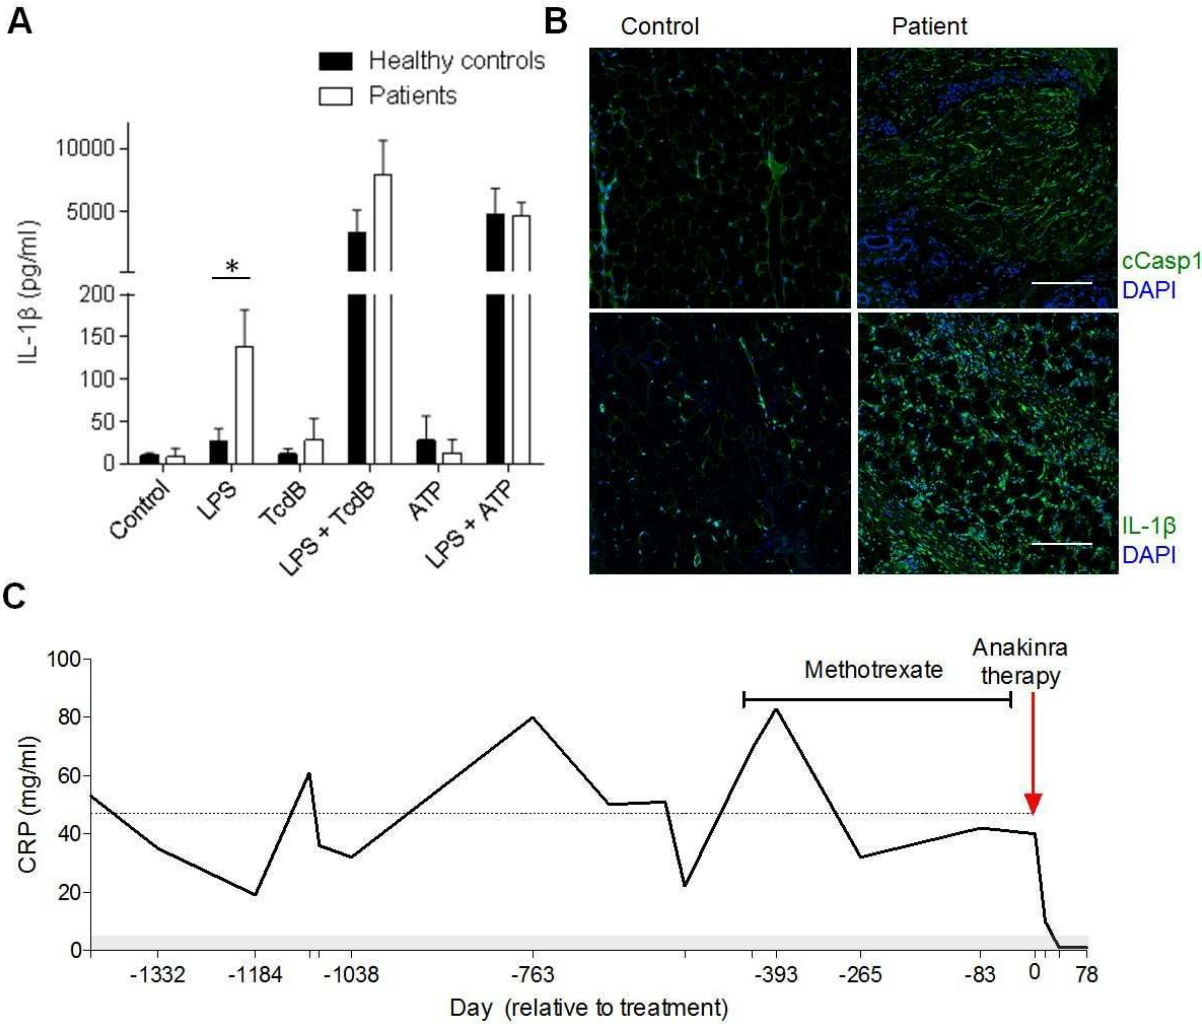 A
Healthy controls
Patients
IL-1β (pg/ml)
10000
5000
200
150
100
50
0
*
Control
LPS
TcdB
LPS + TcdB
ATP
LPS + ATP
B
Control
Patient
cCasp1
DAPI
IL-1β
DAPI
C
Methotrexate
Anakinra
therapy
CRP (mg/ml)
100
80
60
40
20
0
-1332
-1184
-1038
-763
-393
-265
-83
0
78
Day (relative to treatment)